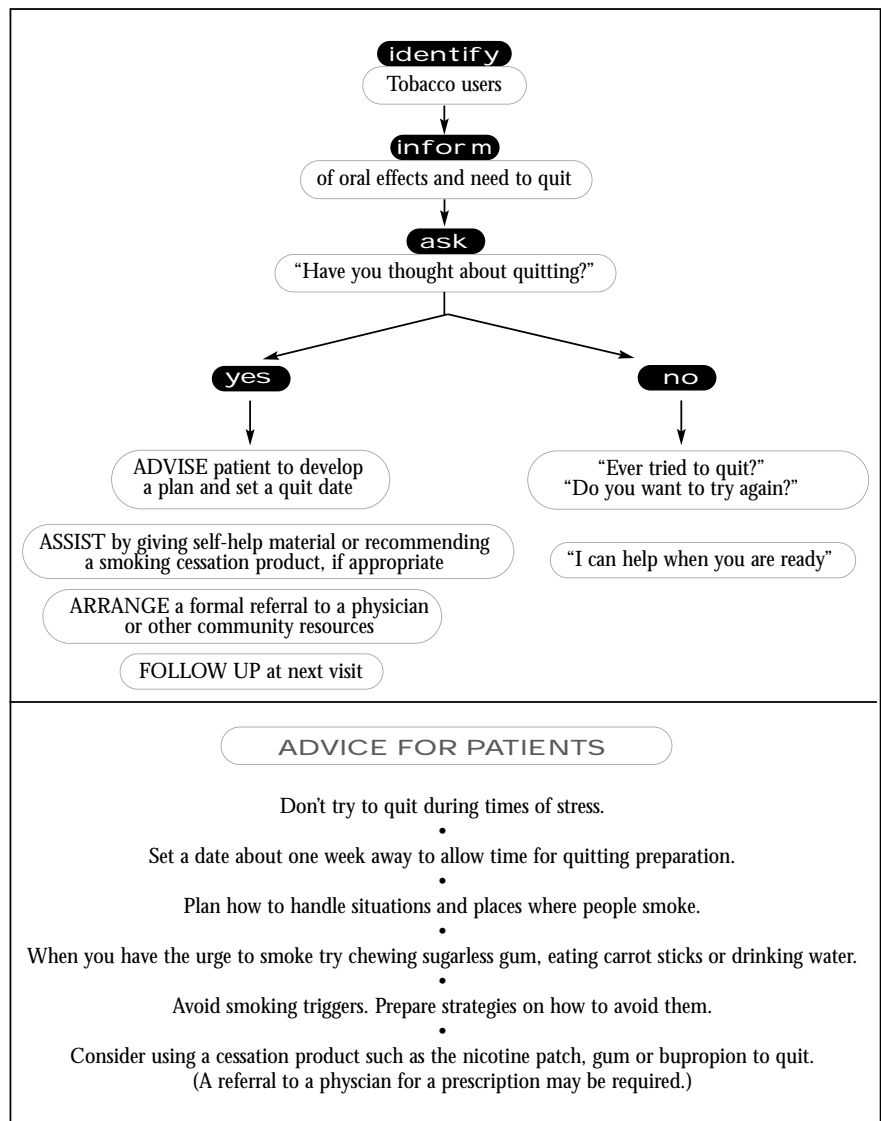 identify
Tobacco users
inform
of oral effects and need to quit
ask
“Have you thought about quitting?”
yes
ADVISE patient to develop
a plan and set a quit date
ASSIST by giving self-help material or recommending
a smoking cessation product, if appropriate
ARRANGE a formal referral to a physician
or other community resources
FOLLOW UP at next visit
no
“Ever tried to quit?”
“Do you want to try again?”
“I can help when you are ready”
ADVICE FOR PATIENTS
Don't try to quit during times of stress.
•
Set a date about one week away to allow time for quitting preparation.
•
Plan how to handle situations and places where people smoke.
•
When you have the urge to smoke try chewing sugarless gum, eating carrot sticks or drinking water.
•
Avoid smoking triggers. Prepare strategies on how to avoid them.
•
Consider using a cessation product such as the nicotine patch, gum or bupropion to quit.
(A referral to a physcian for a prescription may be required.)